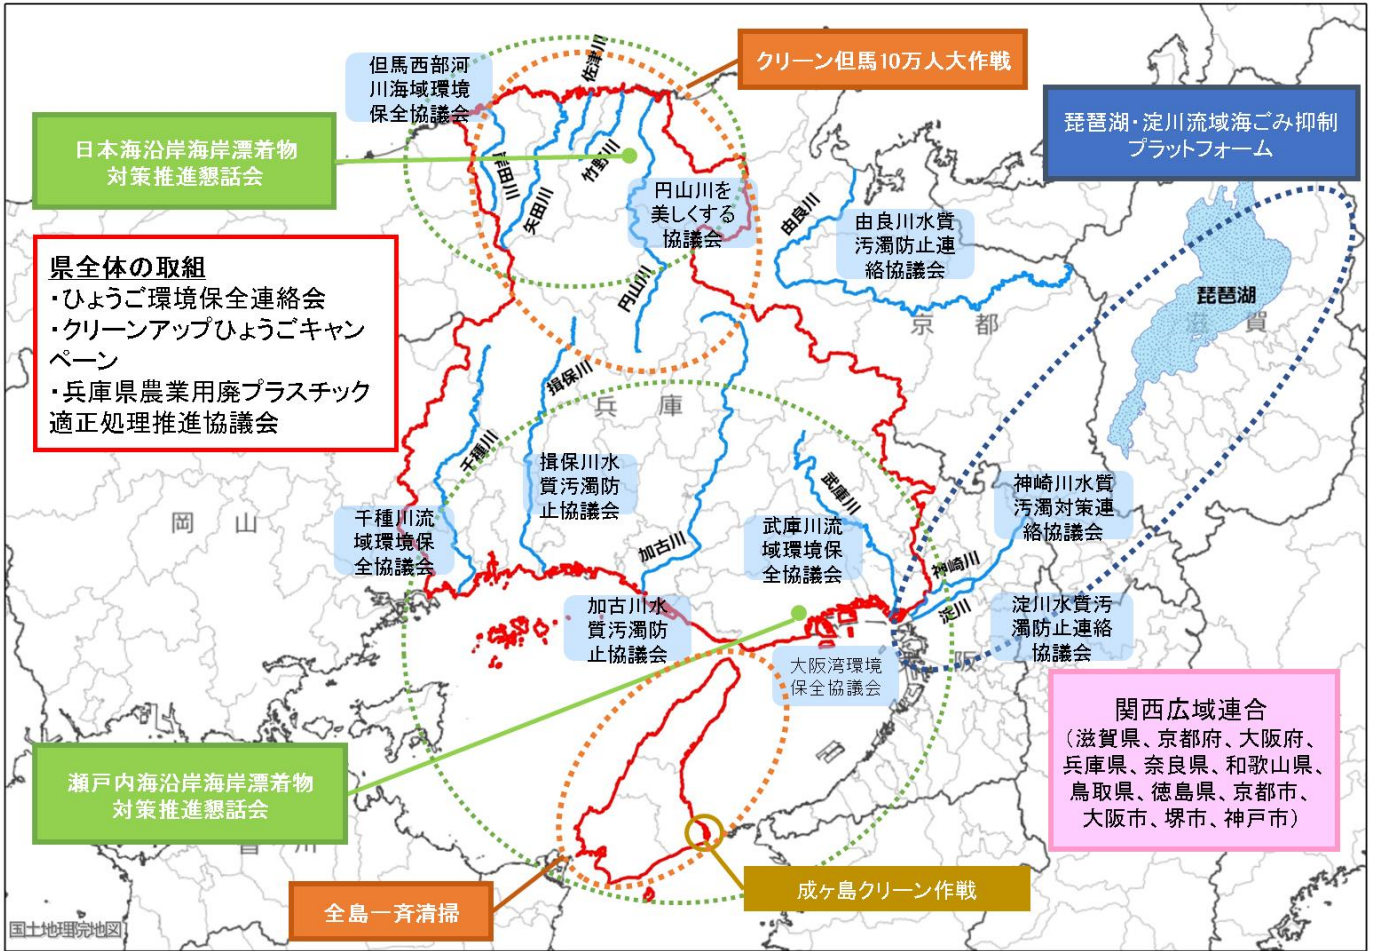 クリーン但馬10万人大作戦
但馬西部河
川海域環境
保全協議会
佐津川
日本海沿岸海岸漂着物
対策推進懇話会
琵琶湖・淀川流域海ごみ抑制
プラットフォーム
岸田川
矢田川
竹野川
円山川を
美しくする
協議会
由良川
由良川水質
汚濁防止連
絡協議会
円山川
琵琶湖
滋賀
京都
県全体の取組
・ひょうご環境保全連絡会
・クリーンアップひょうごキャン
ペーン
・兵庫県農業用廃プラスチック
適正処理推進協議会
揖保川
兵庫
千種川
揖保川水
質汚濁防
止協議会
武庫川
神崎川水質
汚濁対策連
絡協議会
岡山
千種川流
域環境保
全協議会
加古川
武庫川流
域環境保
全協議会
神崎川
淀川
加古川水
質汚濁防
止協議会
淀川水質汚
濁防止連絡
協議会
大阪湾環境
保全協議会
阪
関西広域連合
（滋賀県、京都府、大阪府、
兵庫県、奈良県、和歌山県、
鳥取県、徳島県、京都市、
大阪市、堺市、神戸市）
瀬戸内海沿岸海岸漂着物
対策推進懇話会
成ヶ島クリーン作戦
全島一斉清掃
国土地理院地図